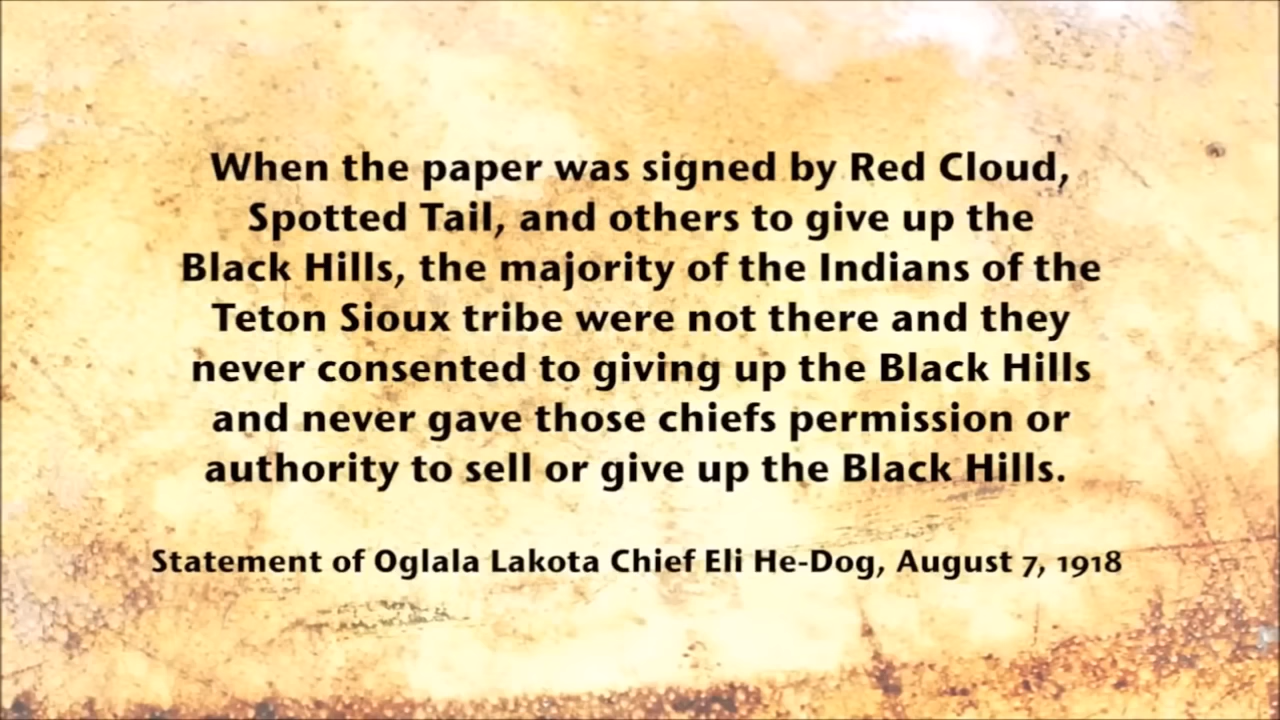 When the paper was signed by Red Cloud,
Spotted Tail, and others to give up the
Black Hills, the majority of the Indians of the
Teton Sioux tribe were not there and they
never consented to giving up the Black Hills
and never gave those chiefs permission or
authority to sell or give up the Black Hills.
Statement of Oglala Lakota Chief Eli He-Dog, August 7, 1918